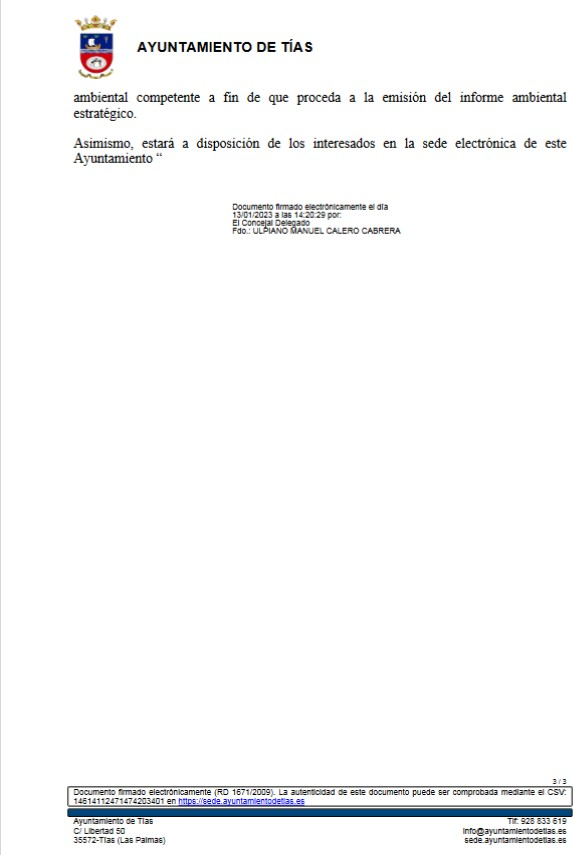 AYUNTAMIENTO DE TÍAS
ambiental competente a fin de que proceda a la emisión del informe ambiental
estratégico.
Asimismo, estará a disposición de los interesados en la sede electrónica de este
Ayuntamiento “
Documento firmado electrónicamente el día
13/01/2023 a las 14:20:29 por:
El Concejal Delegado
Fdo.: ULPIANO MANUEL CALERO CABRERA
3 / 3
Documento firmado electrónicamente (RD 1671/2009). La autenticidad de este documento puede ser comprobada mediante el CSV:
14614112471474203401 en https://sede.ayuntamientodetias.es
Ayuntamiento de Tías
Tlf: 928 833 619
C/ Libertad 50
info@ayuntamientodetias.es
35572-Tías (Las Palmas)
sede.ayuntamientodetias.es